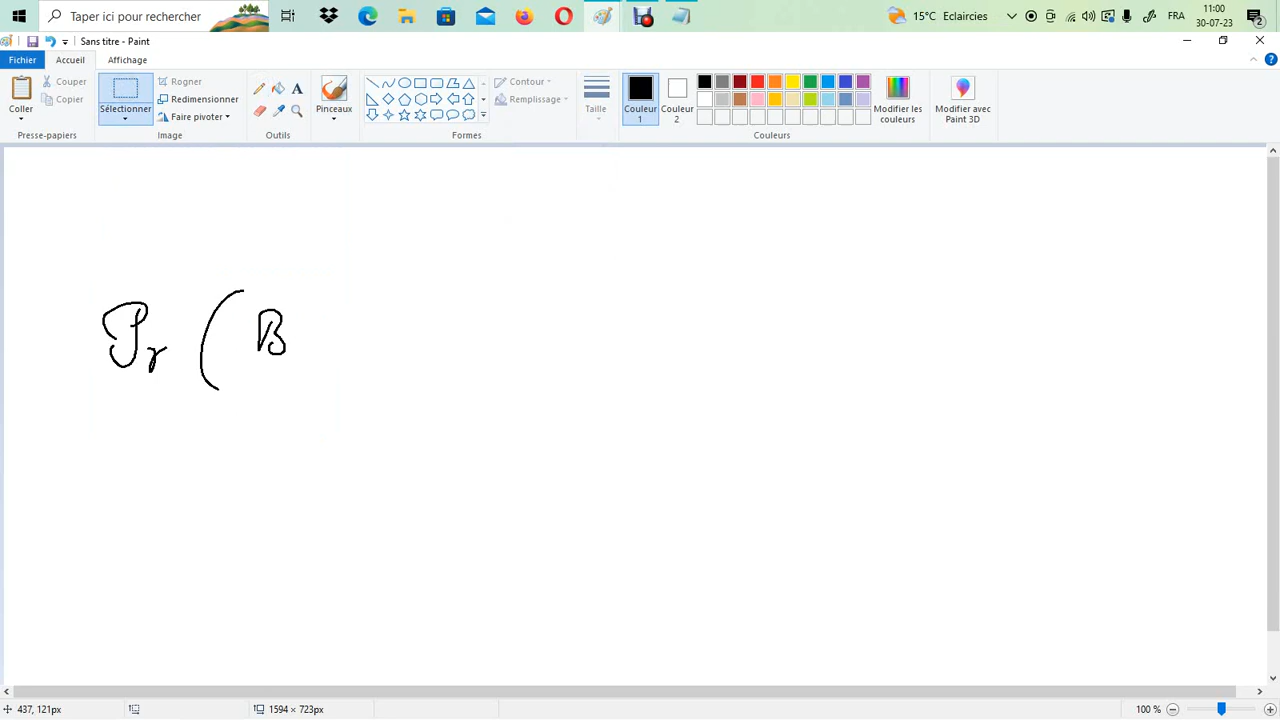 Taper ici pour rechercher 15°C Eclaircies FRA 11:00 30-07-23 2
Sans titre - Paint
Fichier Accueil Affichage ?
Coller Couper Copier Sélectionner Rogner Redimensionner Faire pivoter A Pinceaux Contour Remplissage Taille Couleur 1 Couleur 2 Modifier les couleurs Modifier avec Paint 3D
Presse-papiers Image Outils Formes Couleurs
Pr ( B
437, 121px 1594 × 723px 100 %